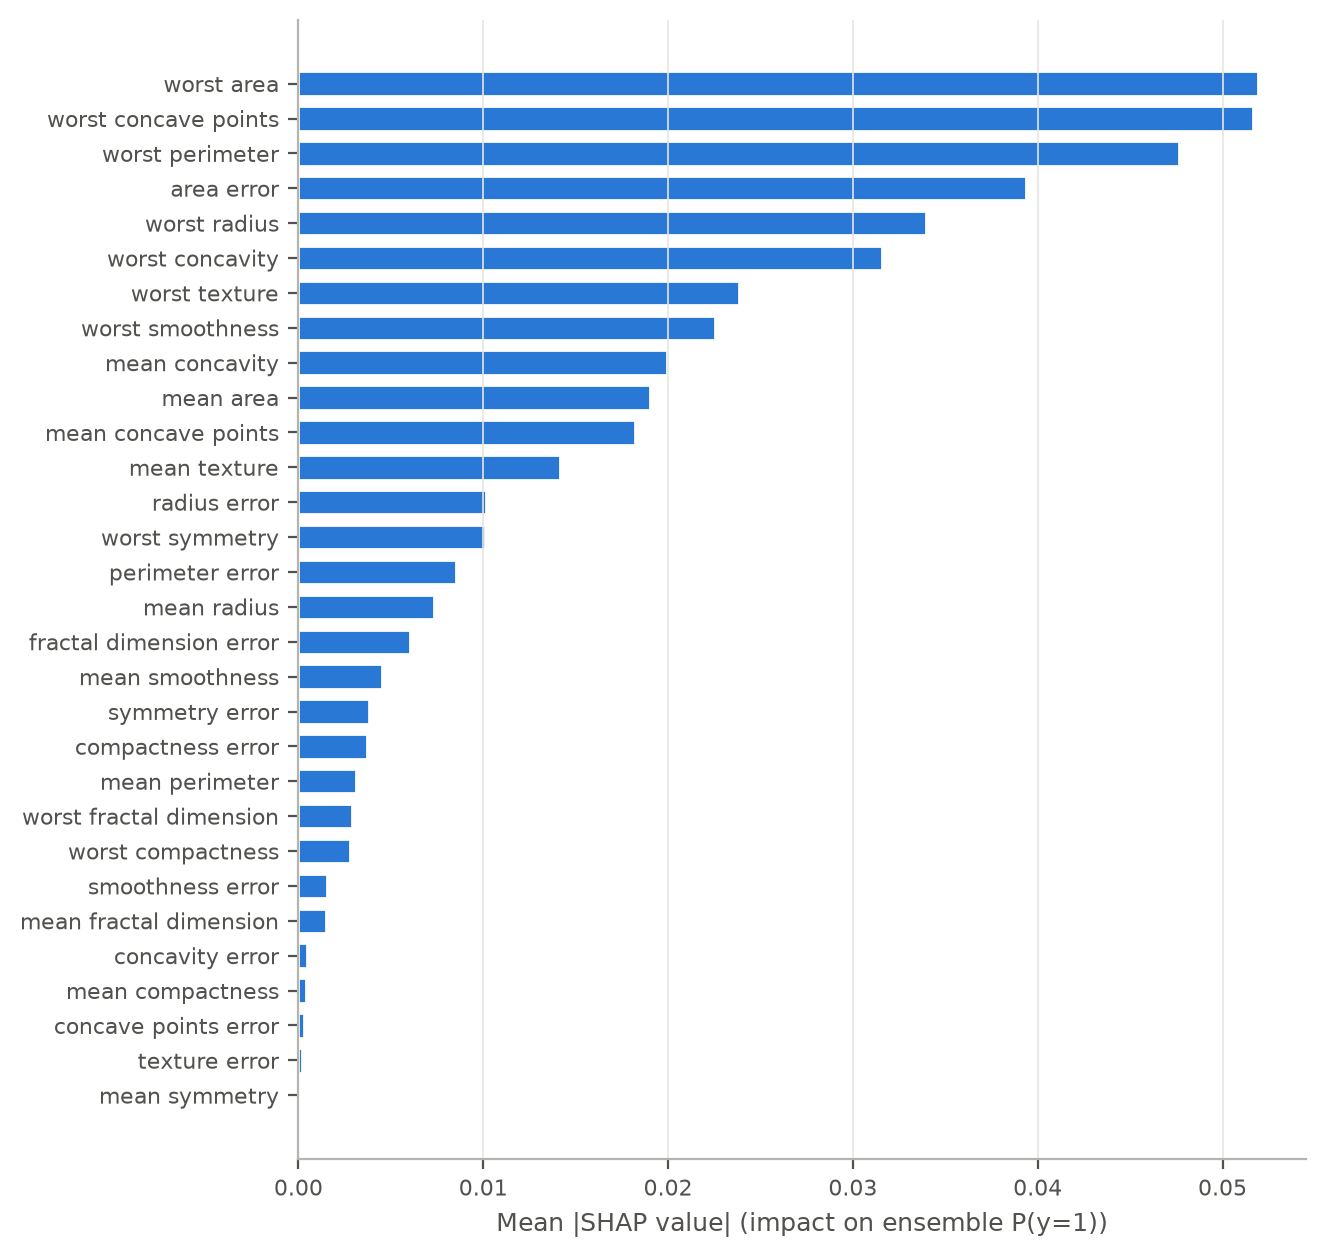 worst area
worst concave points
worst perimeter
area error
worst radius
worst concavity
worst texture
worst smoothness
mean concavity
mean area
mean concave points
mean texture
radius error
worst symmetry
perimeter error
mean radius
fractal dimension error
mean smoothness
symmetry error
compactness error
mean perimeter
worst fractal dimension
worst compactness
smoothness error
mean fractal dimension
concavity error
mean compactness
concave points error
texture error
mean symmetry
0.00 0.01 0.02 0.03 0.04 0.05
Mean |SHAP value| (impact on ensemble P(y=1))